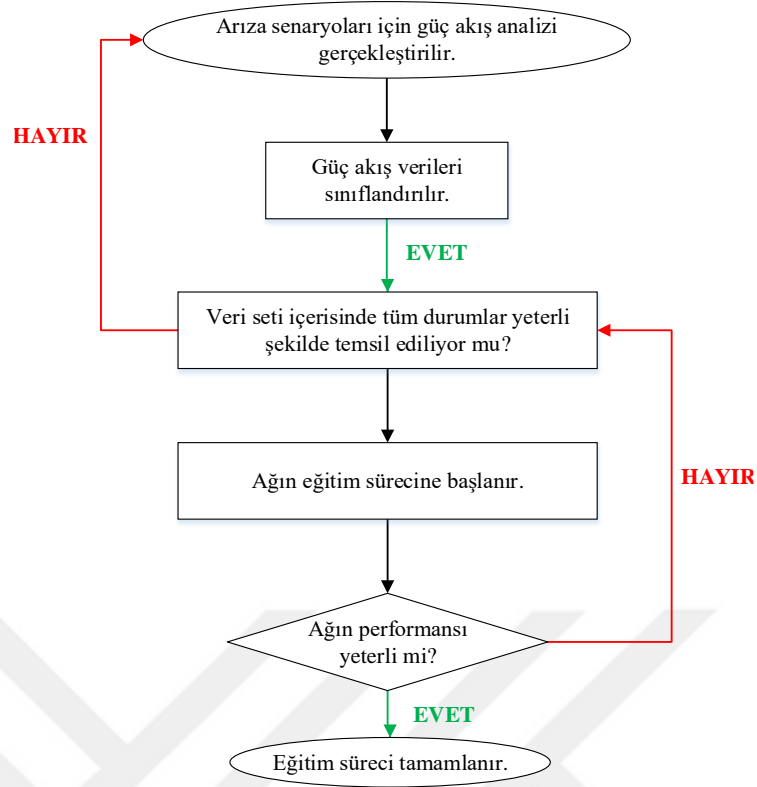 Arıza senaryoları için güç akış analizi
gerçekleştirilir.
HAYIR
Güç akış verileri
sınıflandırılır.
EVET
Veri seti içerisinde tüm durumlar yeterli
şekilde temsil ediliyor mu?
Ağın eğitim sürecine başlanır.
HAYIR
Ağın performansı
yeterli mi?
EVET
Eğitim süreci tamamlanır.